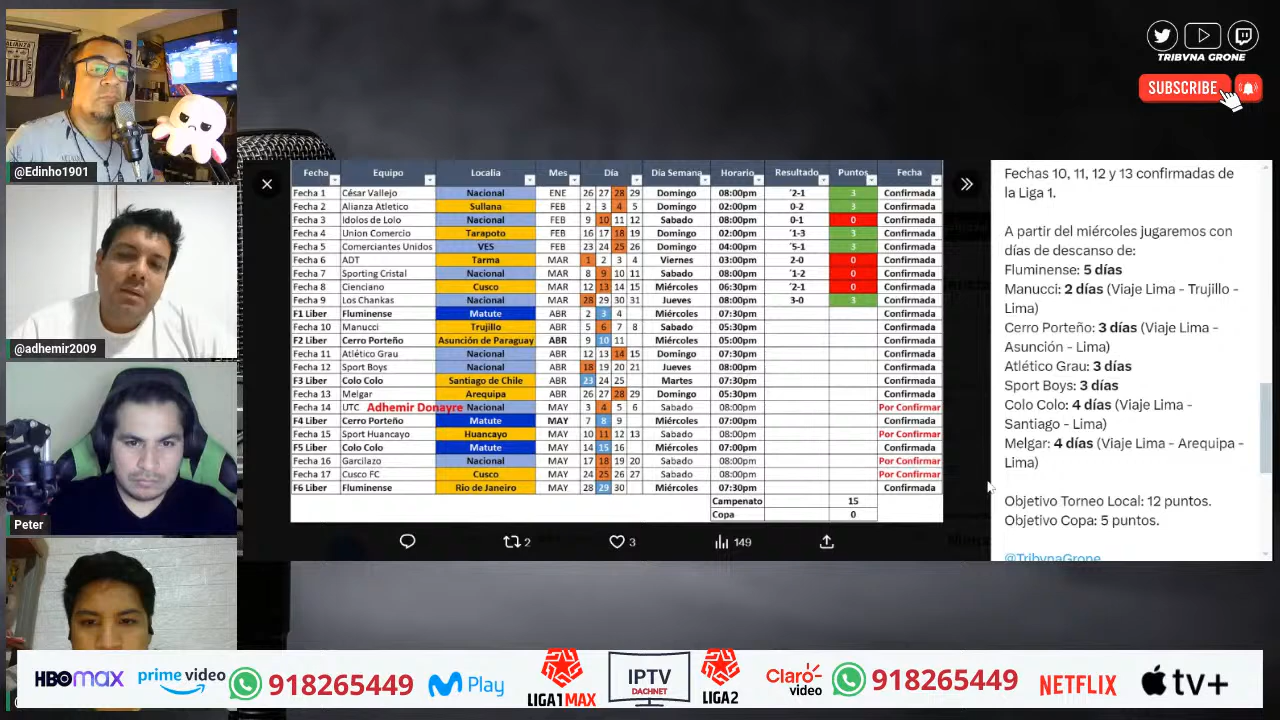 TRIBVNA GRONE
SUBSCRIBE
@Edinho1901
@adhemir2009
Peter
Fecha Equipo Localia Mes Día Día Semana Horario Resultado Puntos Fecha
Fecha 1 César Vallejo Nacional ENE 26 27 28 29 Domingo 08:00pm ´2-1 3 Confirmada
Fecha 2 Alianza Atletico Sullana FEB 2 3 4 5 Domingo 02:00pm 0-2 3 Confirmada
Fecha 3 Idolos de Lolo Nacional FEB 9 10 11 12 Sabado 08:00pm 0-1 0 Confirmada
Fecha 4 Union Comercio Tarapoto FEB 16 17 18 19 Domingo 02:00pm ´1-3 3 Confirmada
Fecha 5 Comerciantes Unidos VES FEB 23 24 25 26 Domingo 04:00pm ´5-1 3 Confirmada
Fecha 6 ADT Tarma MAR 1 2 3 4 Viernes 03:00pm 2-0 0 Confirmada
Fecha 7 Sporting Cristal Nacional MAR 8 9 10 11 Sabado 08:00pm ´1-2 0 Confirmada
Fecha 8 Cienciano Cusco MAR 12 13 14 15 Miércoles 06:30pm ´2-1 0 Confirmada
Fecha 9 Los Chankas Nacional MAR 28 29 30 31 Jueves 08:00pm 3-0 3 Confirmada
F1 Liber Fluminense Matute ABR 2 3 4 Miércoles 07:30pm Confirmada
Fecha 10 Manucci Trujillo ABR 5 6 7 8 Sabado 05:30pm Confirmada
F2 Liber Cerro Porteño Asunción de Paraguay ABR 9 10 11 Miércoles 05:00pm Confirmada
Fecha 11 Atlético Grau Nacional ABR 12 13 14 15 Domingo 07:30pm Confirmada
Fecha 12 Sport Boys Nacional ABR 18 19 20 21 Jueves 08:00pm Confirmada
F3 Liber Colo Colo Santiago de Chile ABR 23 24 25 Martes 07:30pm Confirmada
Fecha 13 Melgar Arequipa ABR 26 27 28 29 Domingo 05:30pm Confirmada
Fecha 14 UTC Adhemir Donayre Nacional MAY 3 4 5 6 Sabado 08:00pm Por Confirmar
F4 Liber Cerro Porteño Matute MAY 7 8 9 Miércoles 07:00pm Confirmada
Fecha 15 Sport Huancayo Huancayo MAY 10 11 12 13 Sabado 08:00pm Por Confirmar
F5 Liber Colo Colo Matute MAY 14 15 16 Miércoles 07:00pm Confirmada
Fecha 16 Garcilazo Nacional MAY 17 18 19 20 Sabado 08:00pm Por Confirmar
Fecha 17 Cusco FC Cusco MAY 24 25 26 27 Sabado 08:00pm Por Confirmar
F6 Liber Fluminense Río de Janeiro MAY 28 29 30 Miércoles 07:30pm Confirmada
Campenato 15
Copa 0
2 3 149
Fechas 10, 11, 12 y 13 confirmadas de
la Liga 1.
A partir del miércoles jugaremos con
días de descanso de:
Fluminense: 5 días
Manucci: 2 días (Viaje Lima - Trujillo -
Lima)
Cerro Porteño: 3 días (Viaje Lima -
Asunción - Lima)
Atlético Grau: 3 días
Sport Boys: 3 días
Colo Colo: 4 días (Viaje Lima -
Santiago - Lima)
Melgar: 4 días (Viaje Lima - Arequipa -
Lima)
Objetivo Torneo Local: 12 puntos.
Objetivo Copa: 5 puntos.
@TribvnaGrone
HBO MAX prime video 918265449 Play LIGA1 MAX IPTV DACHNET LIGA2 Claro video 918265449 NETFLIX tv+